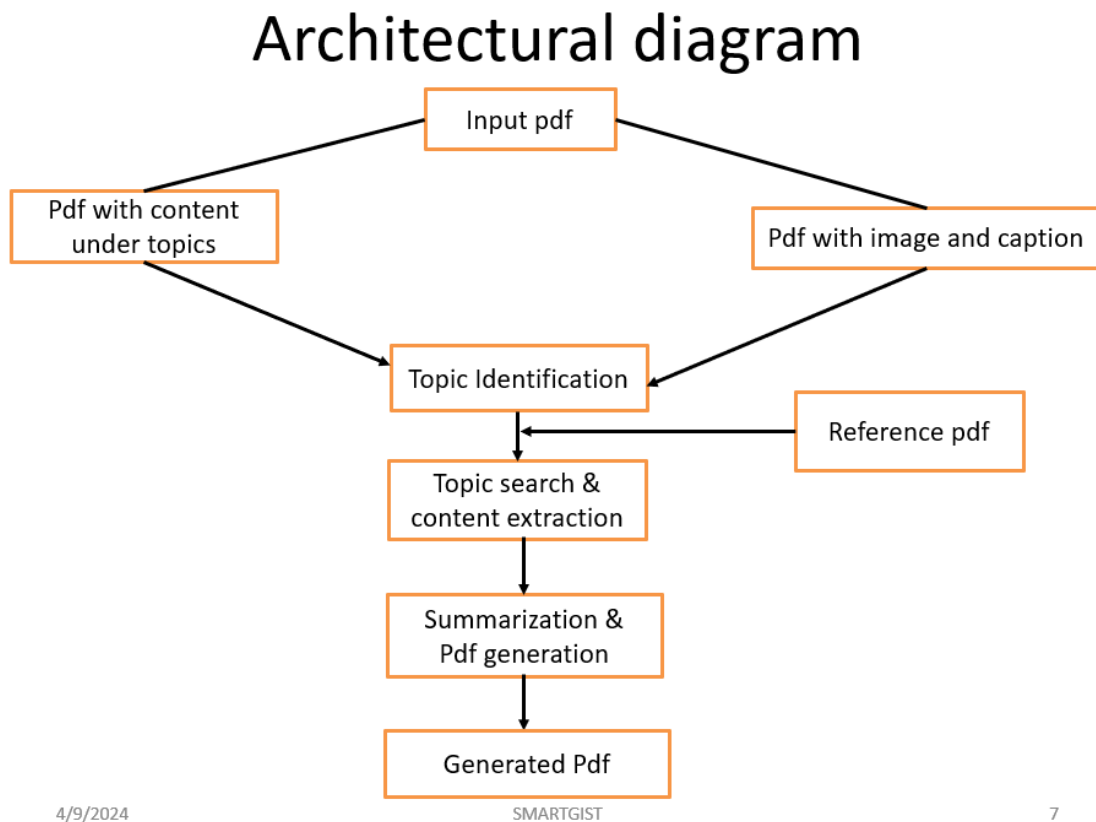 Architectural diagram
Input pdf
Pdf with content
under topics
Pdf with image and caption
Topic Identification
Reference pdf
Topic search &
content extraction
Summarization &
Pdf generation
Generated Pdf
4/9/2024
SMARTGIST
7